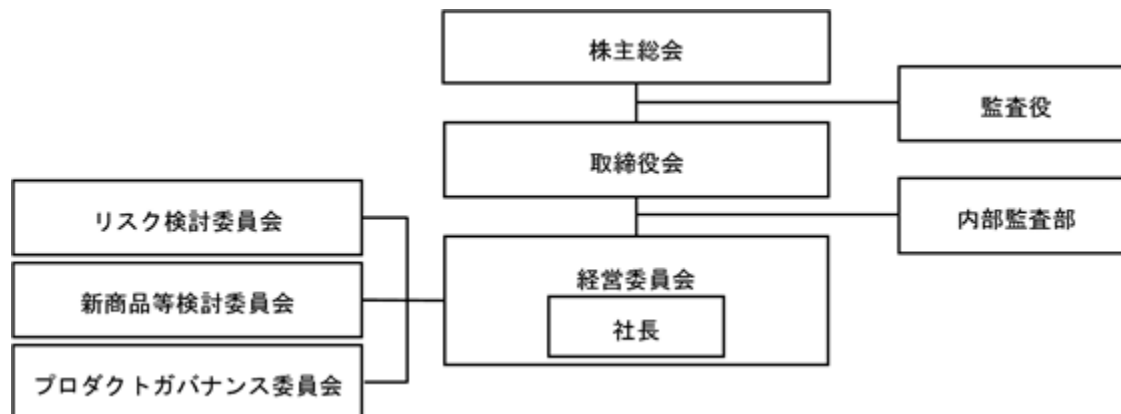 株主総会
監査役
取締役会
リスク検討委員会
内部監査部
経営委員会
新商品等検討委員会
社長
プロダクトガバナンス委員会